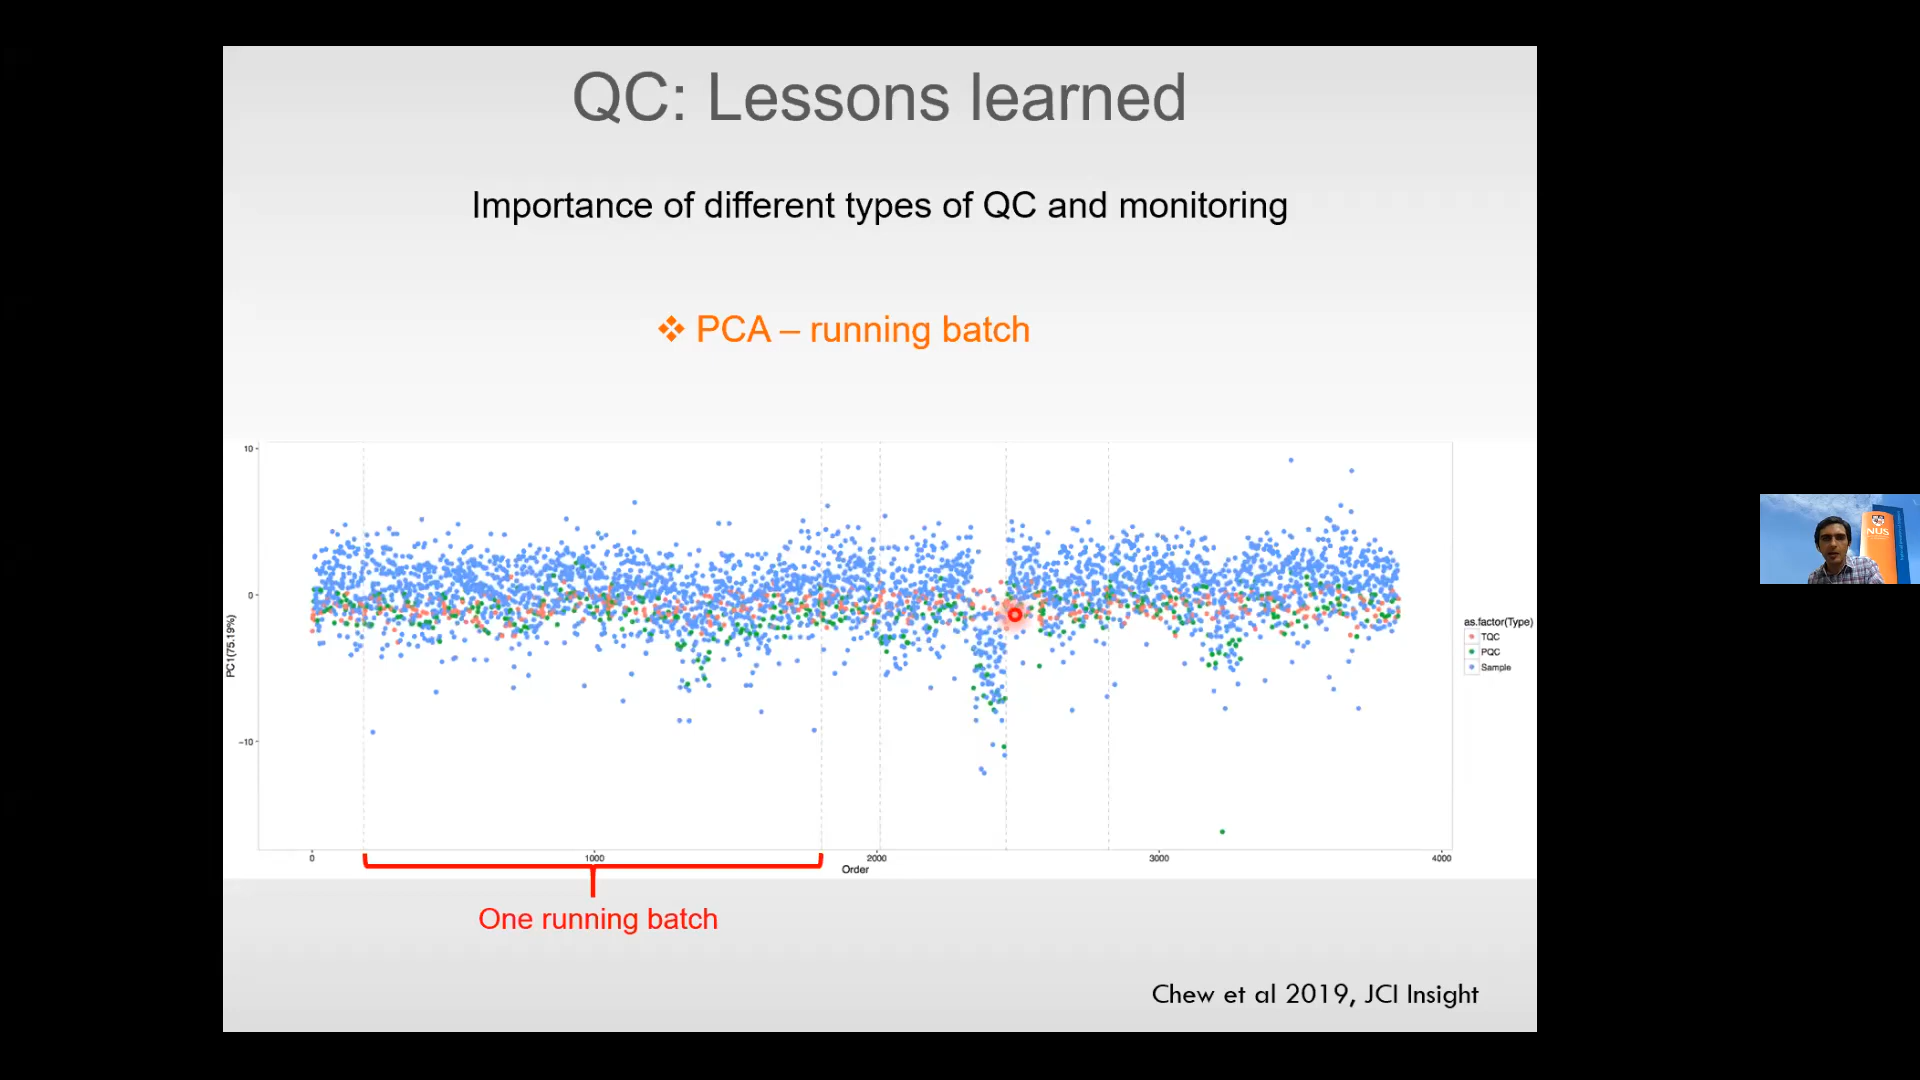 QC: Lessons learned
Importance of different types of QC and monitoring
❖ PCA – running batch
10
0
−10
PC1(75.19%)
0
1000
2000
3000
4000
Order
as.factor(Type)
TQC
PQC
Sample
One running batch
Chew et al 2019, JCI Insight
NUS